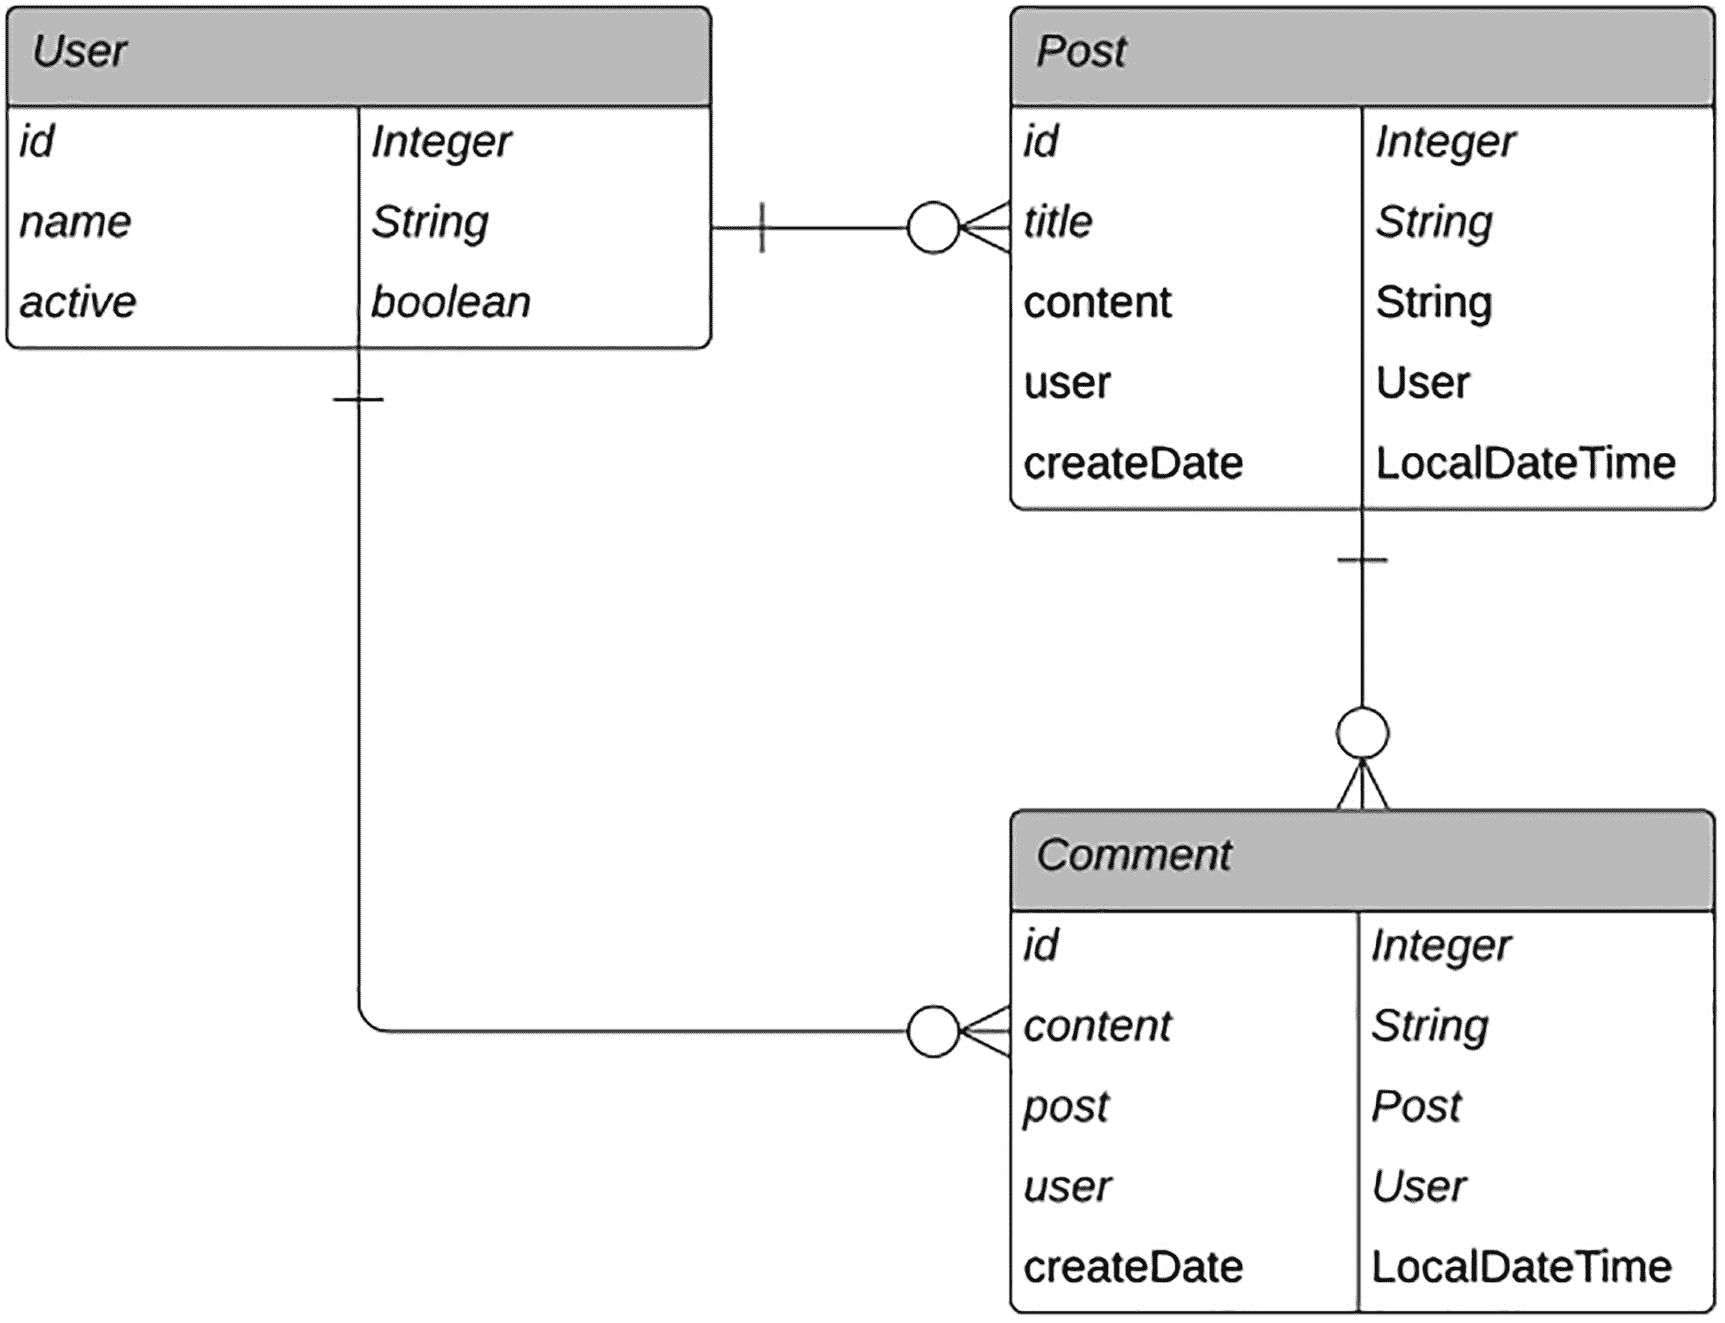 User
id Integer
name String
active boolean
Post
id Integer
title String
content String
user User
createDate LocalDateTime
Comment
id Integer
content String
post Post
user User
createDate LocalDateTime